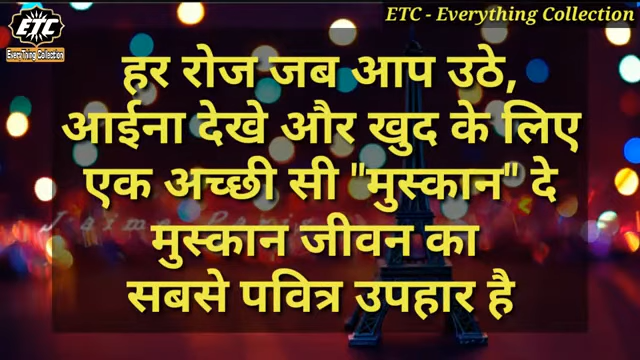 ETC - Everything Collection
ETC
EveryThing Collection
हर रोज जब आप उठे,
आईना देखे और खुद के लिए
एक अच्छी सी "मुस्कान" दे
मुस्कान जीवन का
सबसे पवित्र उपहार है